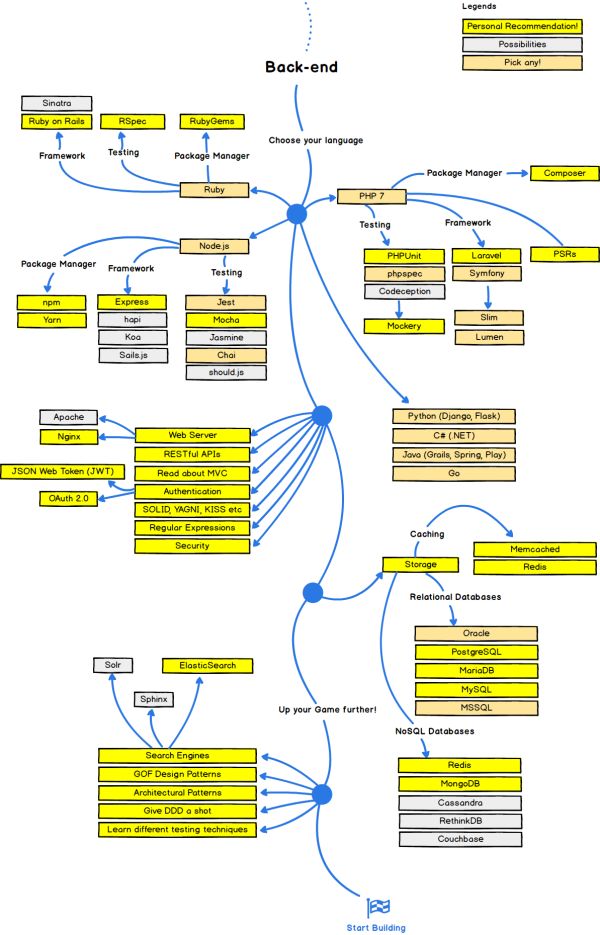 Legends
Personal Recommendation!
Possibilities
Pick any!
Back-end
Choose your language
Sinatra
Ruby on Rails
RSpec
RubyGems
Framework
Testing
Package Manager
Ruby
PHP 7
Package Manager
Composer
Testing
Framework
PHPUnit
phpspec
Codeception
Mockery
Laravel
Symfony
Slim
Lumen
PSRs
Node.js
Package Manager
Framework
Testing
npm
Yarn
Express
hapi
Koa
Sails.js
Jest
Mocha
Jasmine
Chai
should.js
Python (Django, Flask)
C# (.NET)
Java (Grails, Spring, Play)
Go
Apache
Nginx
JSON Web Token (JWT)
OAuth 2.0
Web Server
RESTful APIs
Read about MVC
Authentication
SOLID, YAGNI, KISS etc
Regular Expressions
Security
Caching
Storage
Memcached
Redis
Relational Databases
Oracle
PostgreSQL
MariaDB
MySQL
MSSQL
NoSQL Databases
Redis
MongoDB
Cassandra
RethinkDB
Couchbase
Up your Game further!
Solr
Sphinx
ElasticSearch
Search Engines
GOF Design Patterns
Architectural Patterns
Give DDD a shot
Learn different testing techniques
Start Building